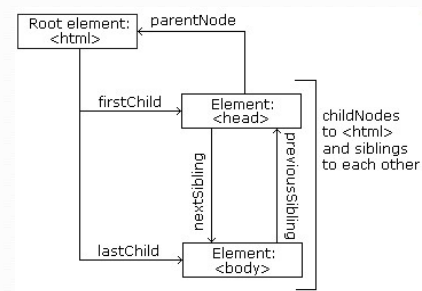 Root element:
<html>
parentNode
firstChild
Element:
<head>
childNodes
to <html>
and siblings
to each other
nextSibling
previousSibling
lastChild
Element:
<body>